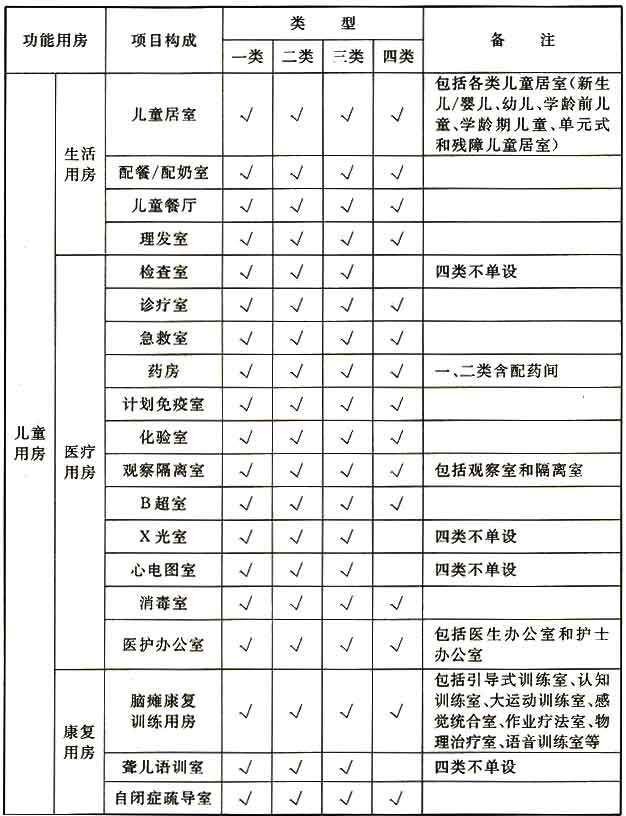 功能用房 项目构成 类型 备注
一类 二类 三类 四类
儿童用房
生活用房
儿童居室 √ √ √ √ 包括各类儿童居室(新生
儿/婴儿、幼儿、学龄前儿
童、学龄期儿童、单元式
和残障儿童居室)
配餐/配奶室 √ √ √ √
儿童餐厅 √ √ √ √
理发室 √ √ √ √
医疗用房
检查室 √ √ √ 四类不单设
诊疗室 √ √ √ √
急救室 √ √ √ √
药房 √ √ √ √ 一、二类含配药间
计划免疫室 √ √ √ √
化验室 √ √ √ √
观察隔离室 √ √ √ √ 包括观察室和隔离室
B超室 √ √ √ √
X光室 √ √ √ 四类不单设
心电图室 √ √ √ 四类不单设
消毒室 √ √ √ √
医护办公室 √ √ √ √ 包括医生办公室和护士
办公室
康复用房
脑瘫康复
训练用房 √ √ √ √ 包括引导式训练室、认知
训练室、大运动训练室、感
觉统合室、作业疗法室、物
理治疗室、语音训练室等
聋儿语训室 √ √ √ 四类不单设
自闭症疏导室 √ √ √ √